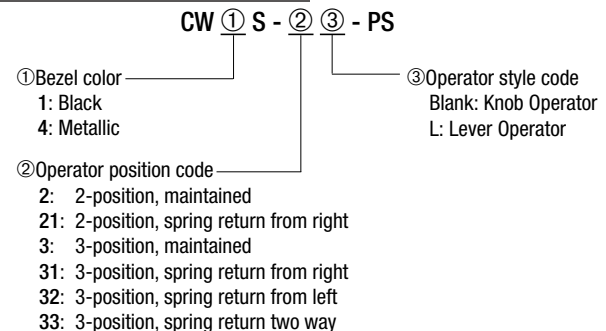 CW ① S - ② ③ - PS
①Bezel color
1: Black
4: Metallic
②Operator position code
2: 2-position, maintained
21: 2-position, spring return from right
3: 3-position, maintained
31: 3-position, spring return from right
32: 3-position, spring return from left
33: 3-position, spring return two way
③Operator style code
Blank: Knob Operator
L: Lever Operator